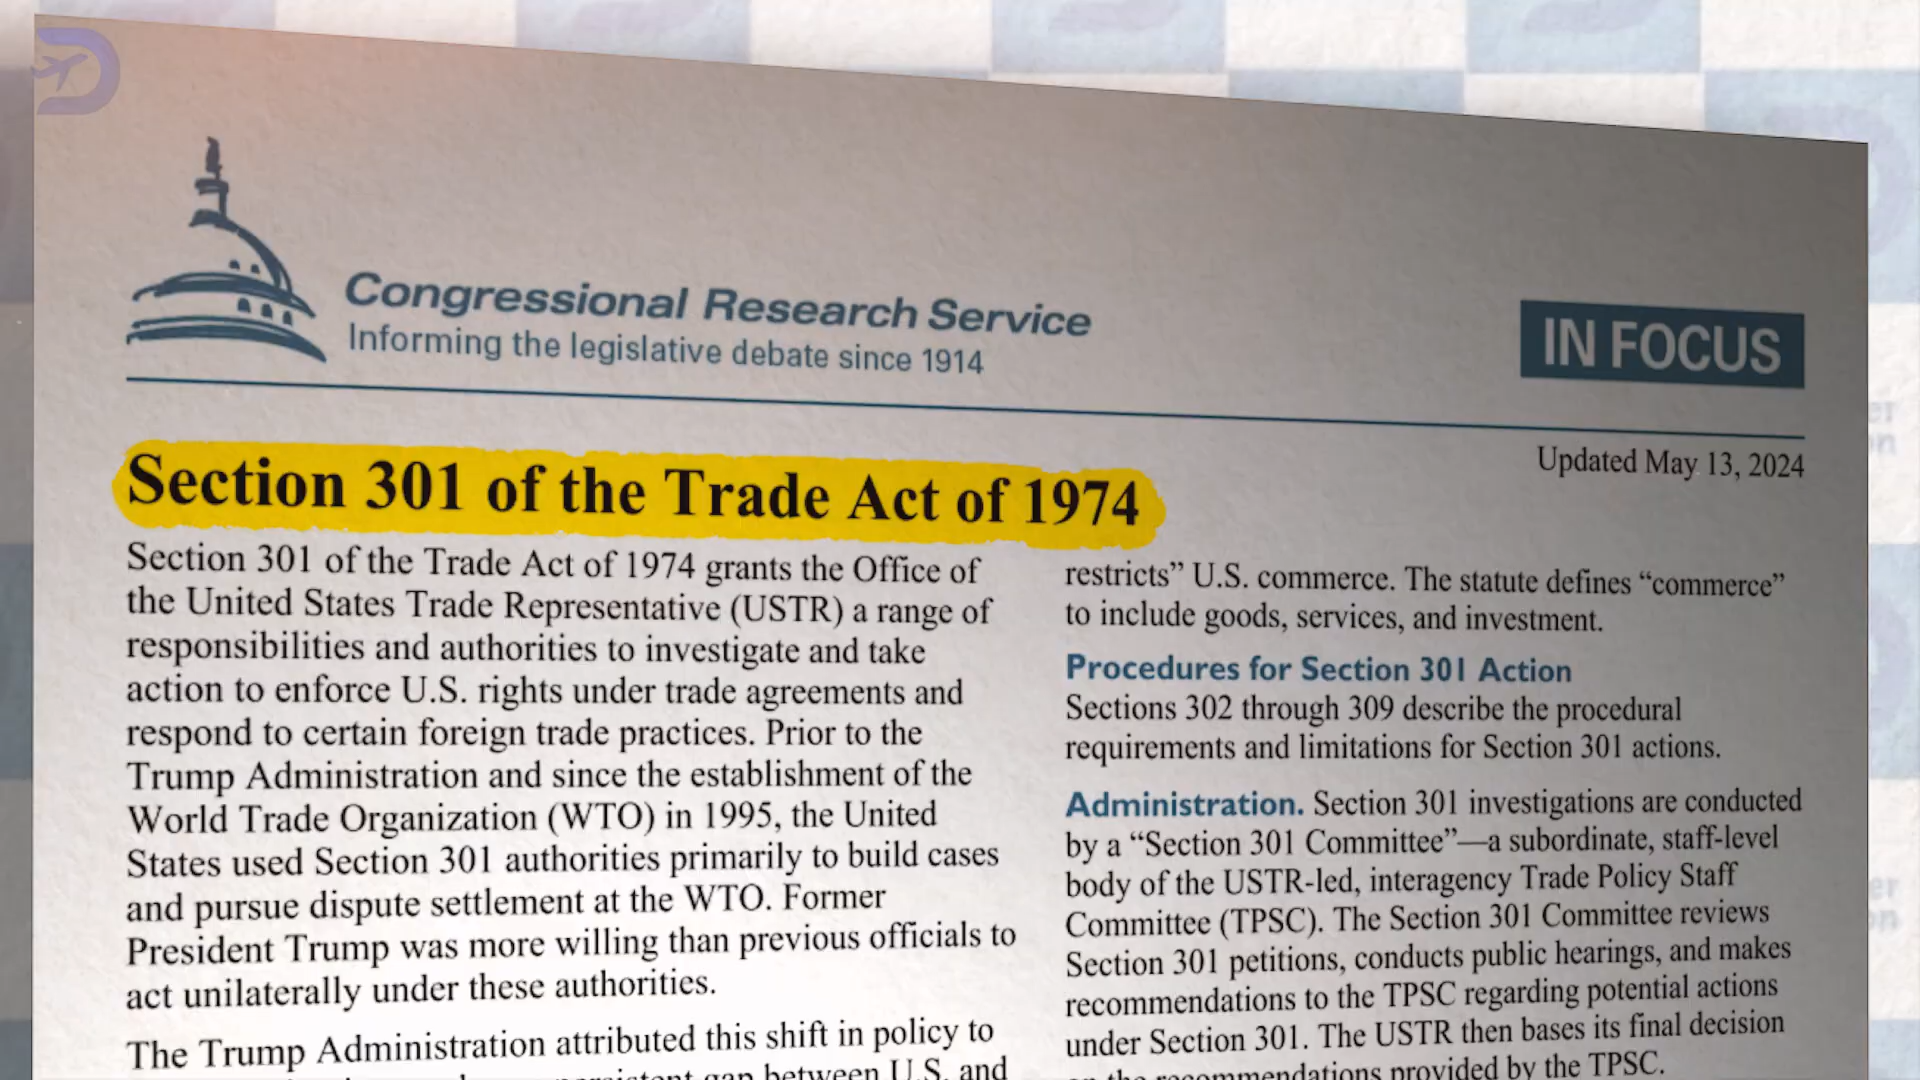 Congressional Research Service
Informing the legislative debate since 1914
IN FOCUS
Updated May 13, 2024
Section 301 of the Trade Act of 1974
Section 301 of the Trade Act of 1974 grants the Office of
the United States Trade Representative (USTR) a range of
responsibilities and authorities to investigate and take
action to enforce U.S. rights under trade agreements and
respond to certain foreign trade practices. Prior to the
Trump Administration and since the establishment of the
World Trade Organization (WTO) in 1995, the United
States used Section 301 authorities primarily to build cases
and pursue dispute settlement at the WTO. Former
President Trump was more willing than previous officials to
act unilaterally under these authorities.
The Trump Administration attributed this shift in policy to
gap between U.S. and
restricts” U.S. commerce. The statute defines “commerce”
to include goods, services, and investment.
Procedures for Section 301 Action
Sections 302 through 309 describe the procedural
requirements and limitations for Section 301 actions.
Administration. Section 301 investigations are conducted
by a “Section 301 Committee”—a subordinate, staff-level
body of the USTR-led, interagency Trade Policy Staff
Committee (TPSC). The Section 301 Committee reviews
Section 301 petitions, conducts public hearings, and makes
recommendations to the TPSC regarding potential actions
under Section 301. The USTR then bases its final decision
on the recommendations provided by the TPSC.